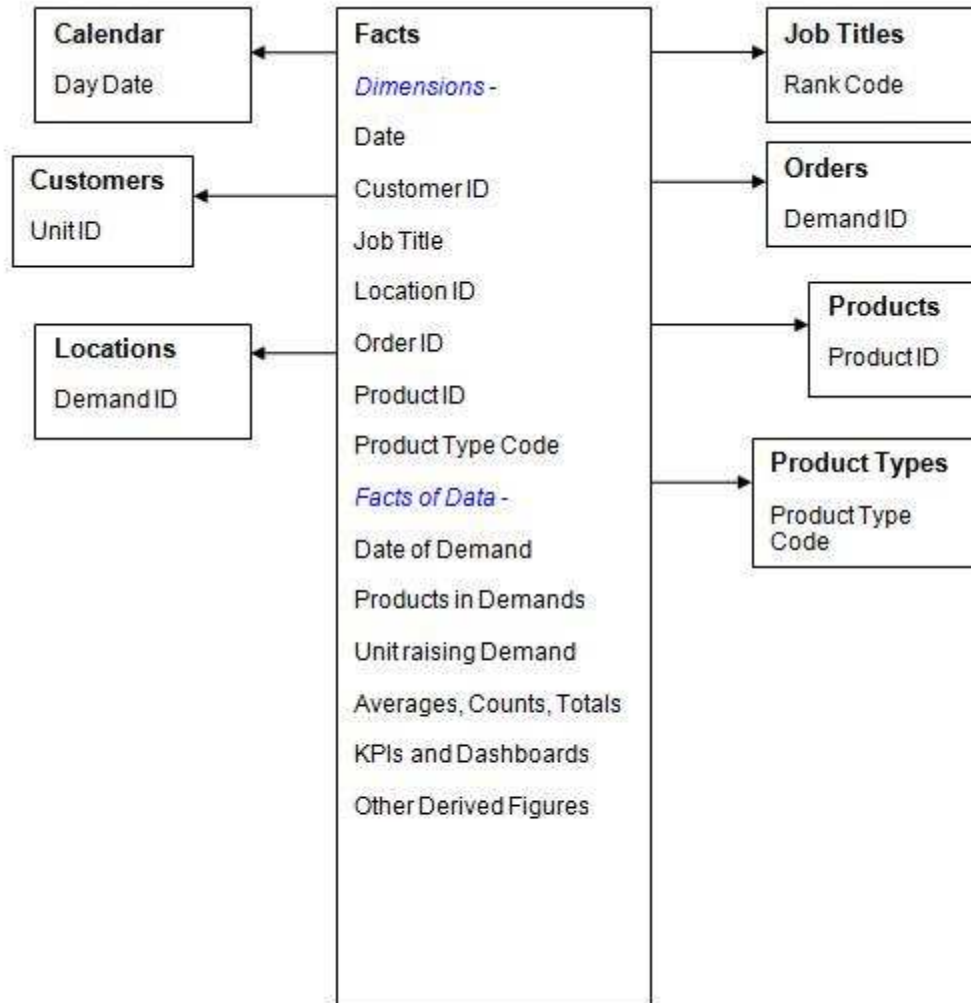 Calendar
Day Date
Customers
Unit ID
Locations
Demand ID
Facts
Dimensions -
Date
Customer ID
Job Title
Location ID
Order ID
Product ID
Product Type Code
Facts of Data -
Date of Demand
Products in Demands
Unit raising Demand
Averages, Counts, Totals
KPIs and Dashboards
Other Derived Figures
Job Titles
Rank Code
Orders
Demand ID
Products
Product ID
Product Types
Product Type
Code